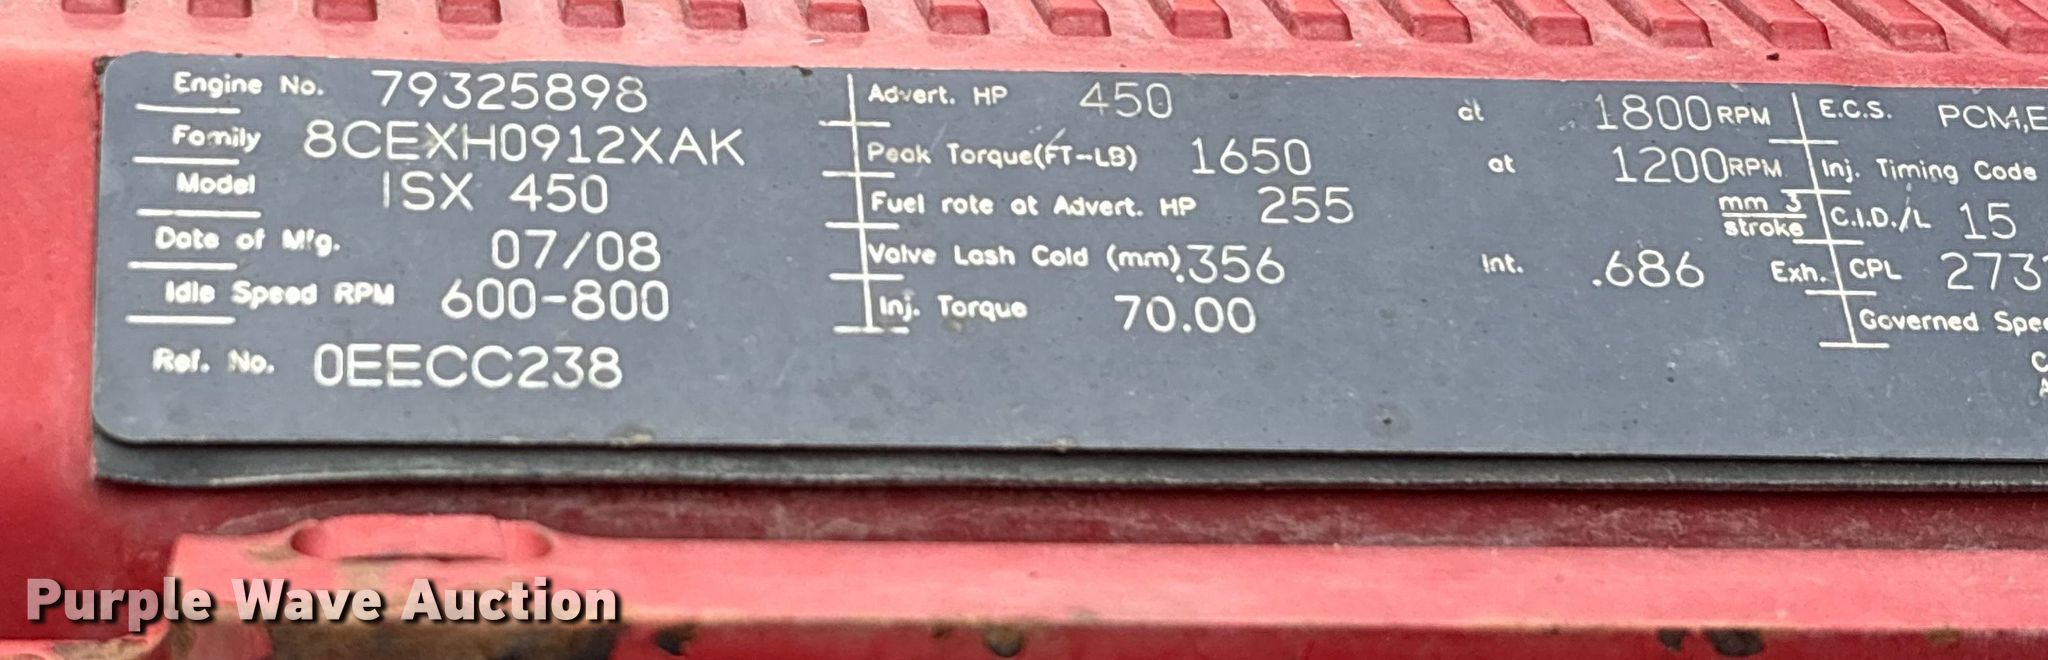 Engine No. 79325898
Family 8CEXH0912XAK
Model ISX 450
Date of Mfg. 07/08
Idle Speed RPM 600-800
Ref. No. 0EECC238
Advert. HP 450 at 1800 RPM
Peak Torque(FT-LB) 1650 at 1200 RPM
Fuel rate at Advert. HP 255 mm 3 stroke
Valve Lash Cold (mm) .356 Int. .686 Exh.
Inj. Torque 70.00
E.C.S. PCM,E
Inj. Timing Code
C.I.D./L 15
CPL 273
Governed Spee
Purple Wave Auction